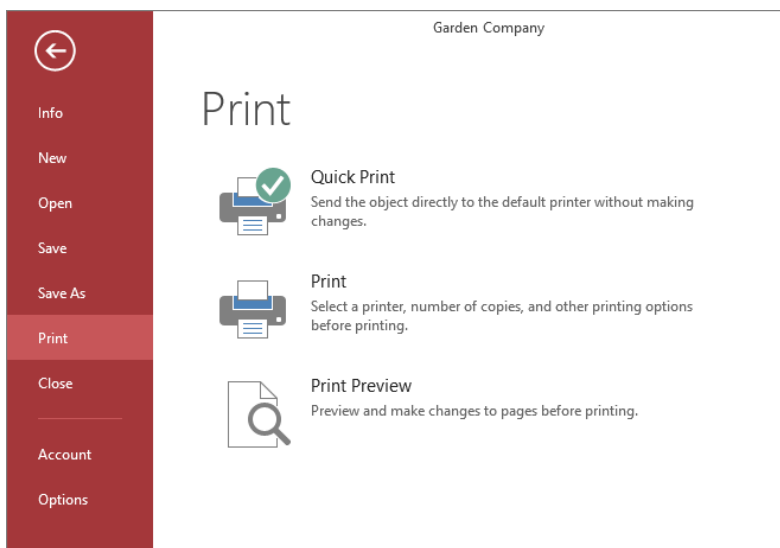 Garden Company
Info
New
Open
Save
Save As
Print
Close
Account
Options
Print
Quick Print
Send the object directly to the default printer without making
changes.
Print
Select a printer, number of copies, and other printing options
before printing.
Print Preview
Preview and make changes to pages before printing.